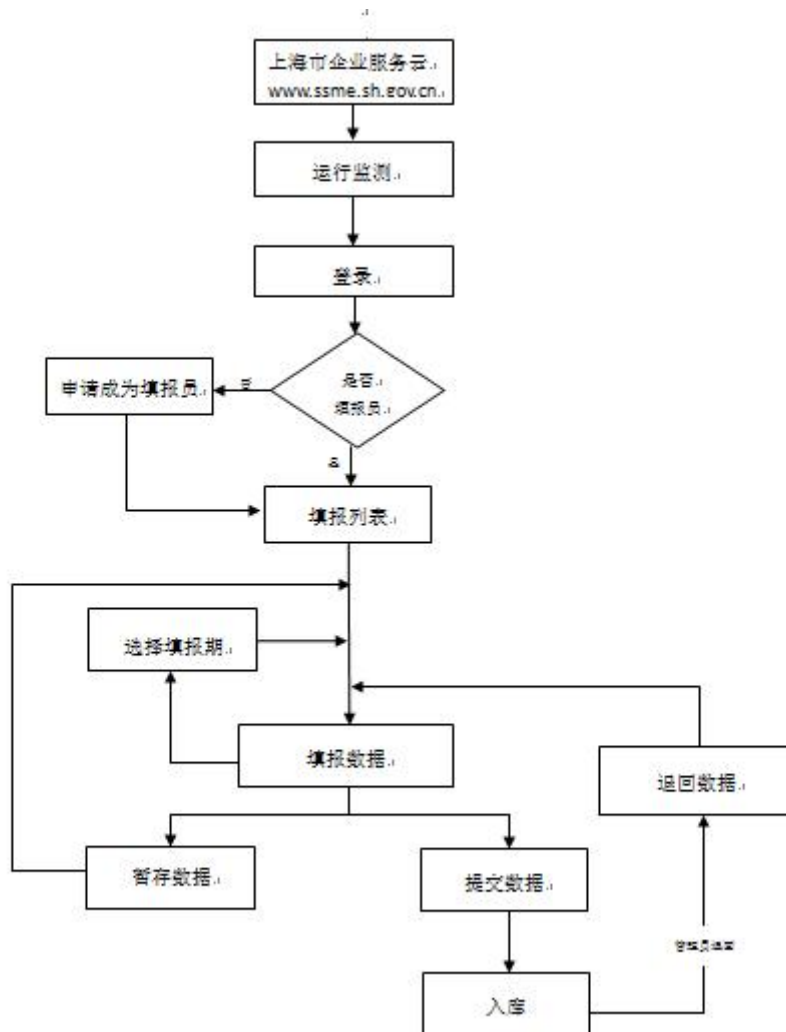 上海市企业服务云
www.ssme.sh.gov.cn
运行监测
登录
是否
填报员
申请成为填报员
填报列表
选择填报期
填报数据
退回数据
暂存数据
提交数据
入库